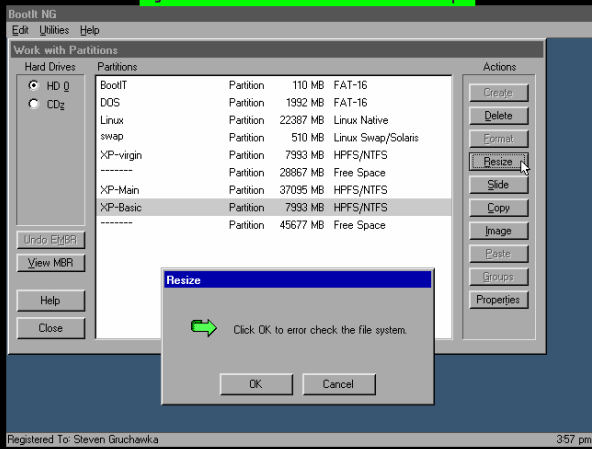 BootIt NG
Edit Utilities Help
Work with Partitions
Hard Drives Partitions Actions
HD 0
CDz
BootIT Partition 110 MB FAT-16
DOS Partition 1992 MB FAT-16
Linux Partition 22387 MB Linux Native
swap Partition 510 MB Linux Swap/Solaris
XP-virgin Partition 7993 MB HPFS/NTFS
------- Partition 28867 MB Free Space
XP-Main Partition 37095 MB HPFS/NTFS
XP-Basic Partition 7993 MB HPFS/NTFS
------- Partition 45677 MB Free Space
Create
Delete
Format
Resize
Slide
Copy
Image
Paste
Groups
Properties
Undo EMBR
View MBR
Help
Close
Resize
Click OK to error check the file system.
OK Cancel
Registered To: Steven Gruchawka 3:57 pm